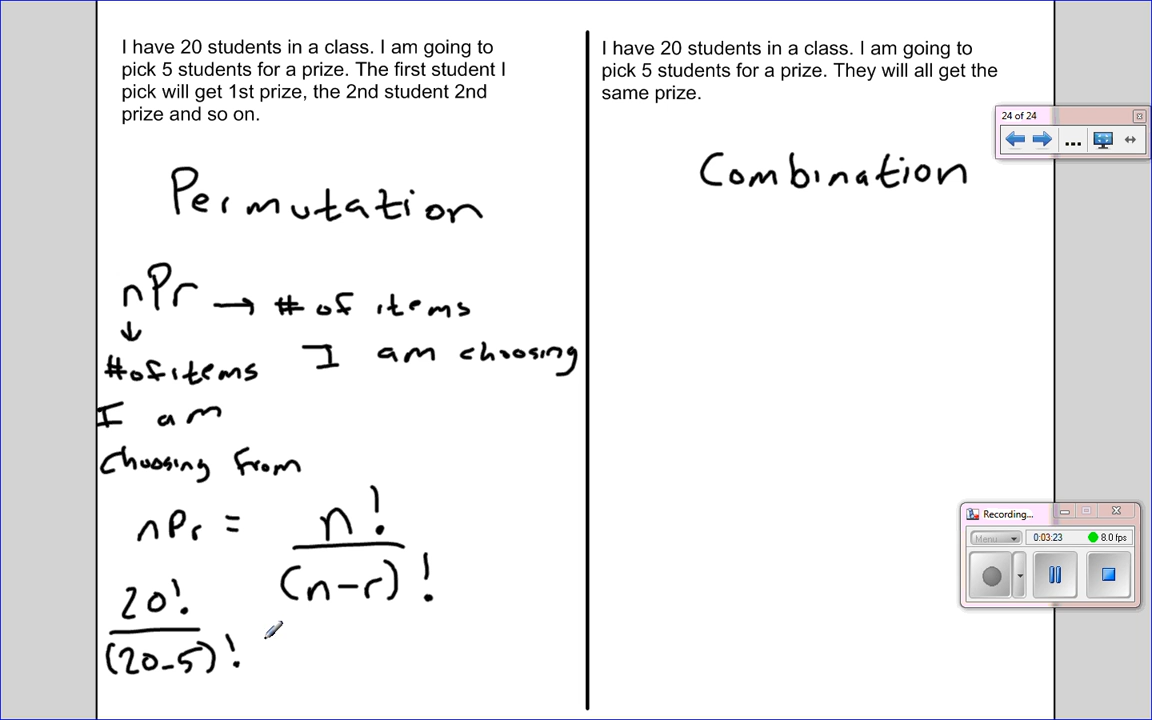 I have 20 students in a class. I am going to
pick 5 students for a prize. The first student I
pick will get 1st prize, the 2nd student 2nd
prize and so on.
Permutation
nPr → # of items
I am choosing
↓
# of items
I am
choosing from
nPr = n!
(n-r)!
20!
(20-5)!
I have 20 students in a class. I am going to
pick 5 students for a prize. They will all get the
same prize.
Combination
24 of 24
...
Recording...
Menu
0:03:23
8.0 fps